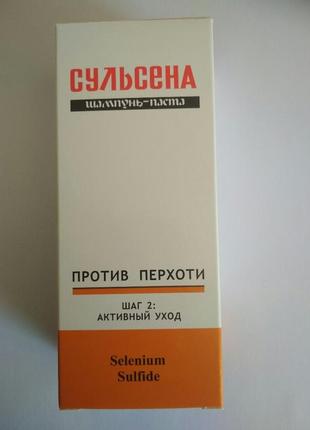 СУЛЬСЕНА
шампунь-паста
ПРОТИВ ПЕРХОТИ
ШАГ 2:
АКТИВНЫЙ УХОД
Selenium
Sulfide